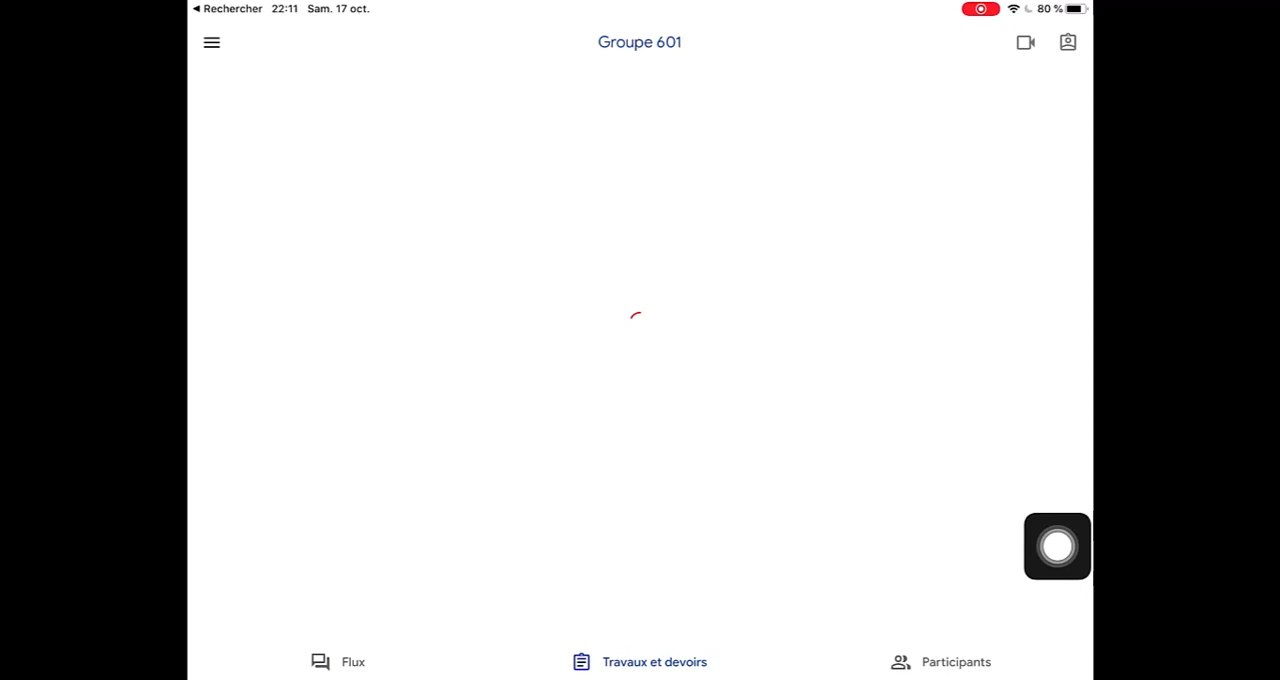 Rechercher 22:11 Sam. 17 oct. 80 %
Groupe 601
Flux Travaux et devoirs Participants